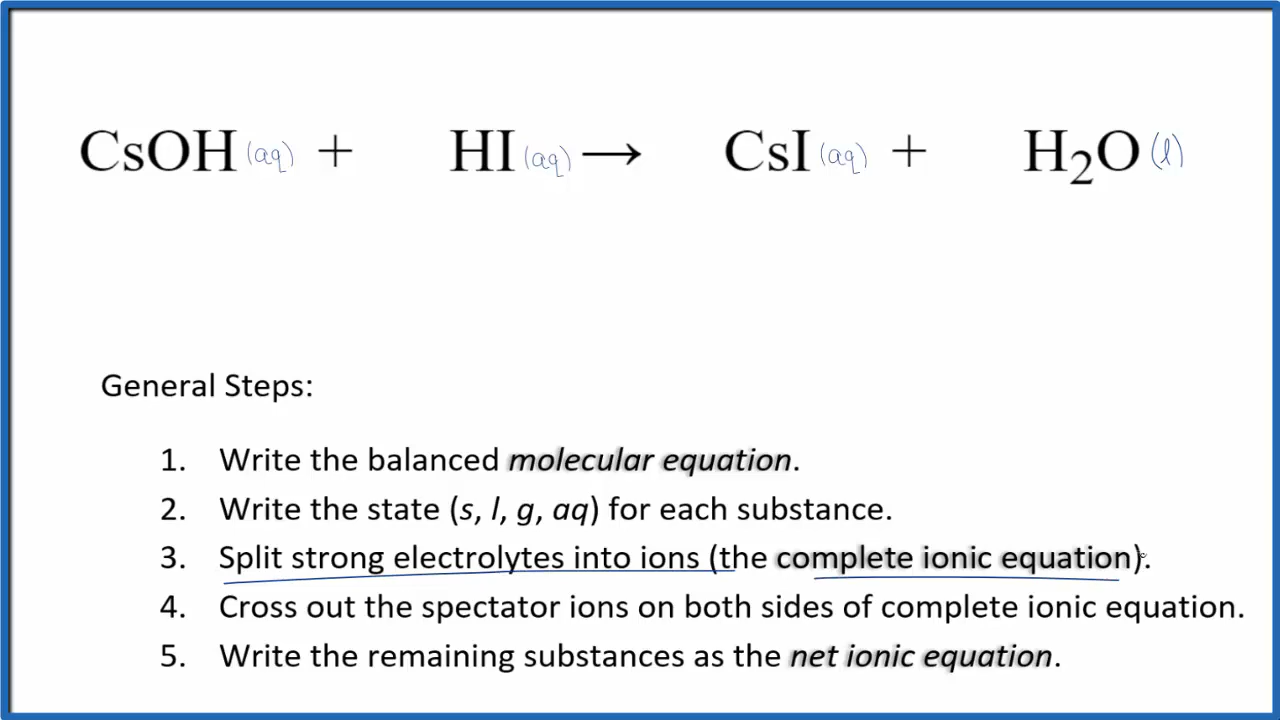 CsOH (aq) + HI (aq) → CsI (aq) + H₂O (l)
General Steps:
1. Write the balanced molecular equation.
2. Write the state (s, l, g, aq) for each substance.
3. Split strong electrolytes into ions (the complete ionic equation).
4. Cross out the spectator ions on both sides of complete ionic equation.
5. Write the remaining substances as the net ionic equation.